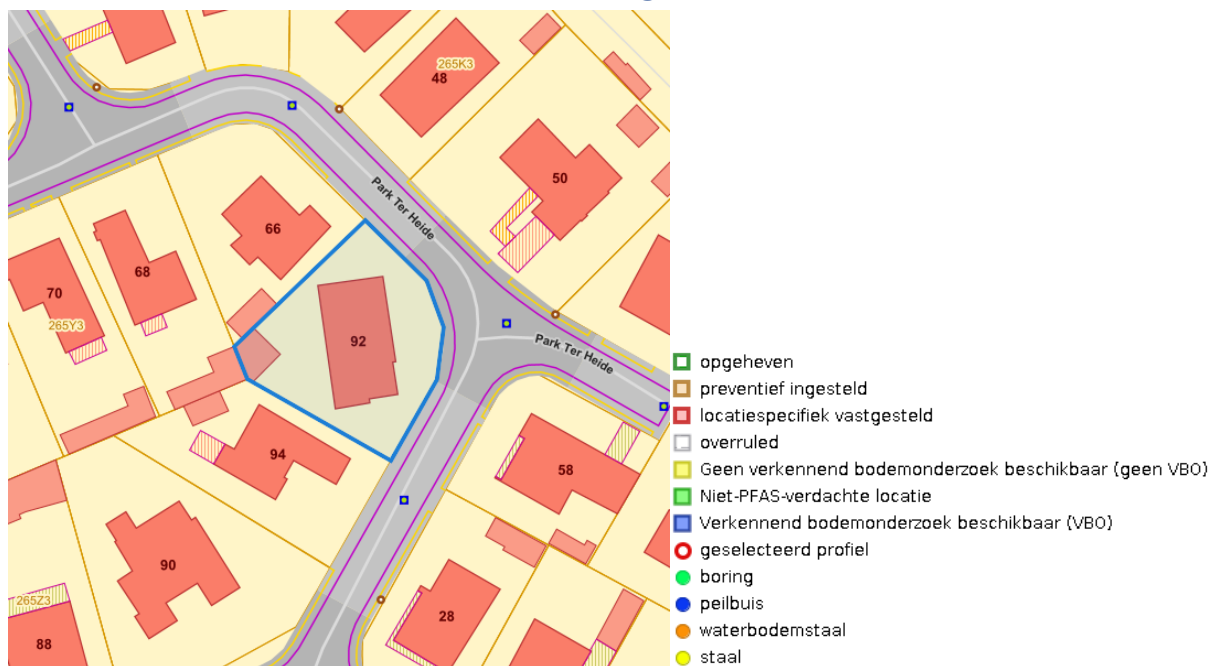 265K3
48
Park Ter Heide
50
66
68
70
265Y3
92
Park Ter Heide
94
58
90
28
265Z3
88
opgeheven
preventief ingesteld
locatiespecifiek vastgesteld
overruled
Geen verkennend bodemonderzoek beschikbaar (geen VBO)
Niet-PFAS-verdachte locatie
Verkennend bodemonderzoek beschikbaar (VBO)
geselecteerd profiel
boring
peilbuis
waterbodemstaal
staal